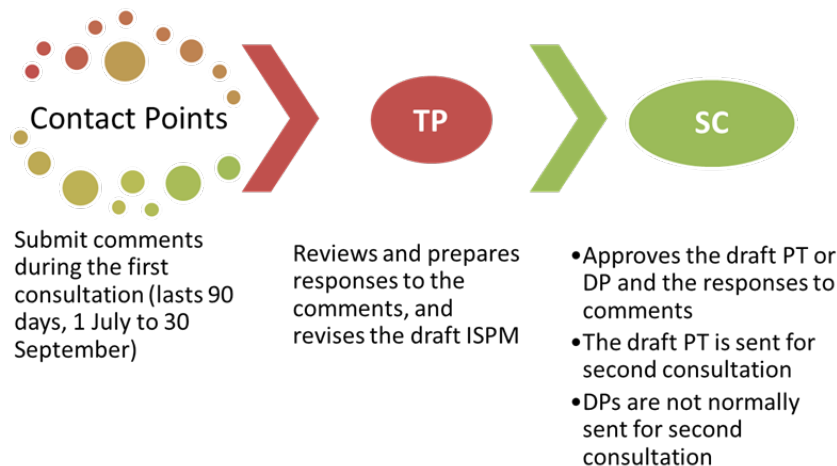 Contact Points
TP
SC
Submit comments
during the first
consultation (lasts 90
days, 1 July to 30
September)
Reviews and prepares
responses to the
comments, and
revises the draft ISPM
•Approves the draft PT or
DP and the responses to
comments
•The draft PT is sent for
second consultation
•DPs are not normally
sent for second
consultation